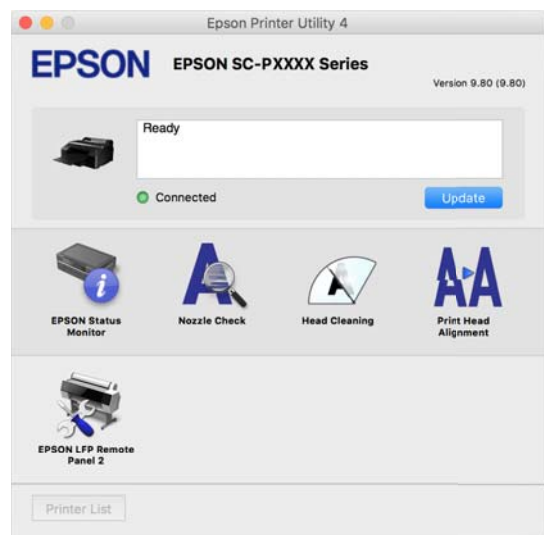 Epson Printer Utility 4
EPSON
EPSON SC-PXXXX Series
Version 9.80 (9.80)
Ready
Connected
Update
EPSON Status
Monitor
Nozzle Check
Head Cleaning
Print Head
Alignment
EPSON LFP Remote
Panel 2
Printer List